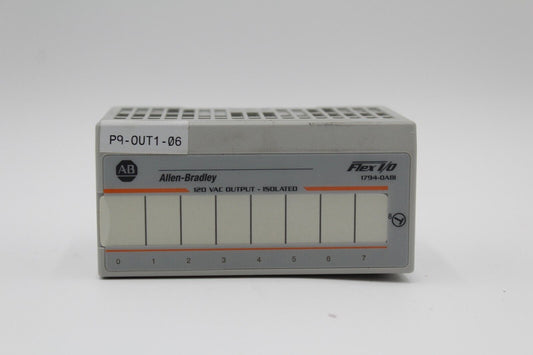 P9-OUT1-06
AB
Allen-Bradley
Flex I/O
1794-OA8I
120 VAC OUTPUT - ISOLATED
8
0 1 2 3 4 5 6 7